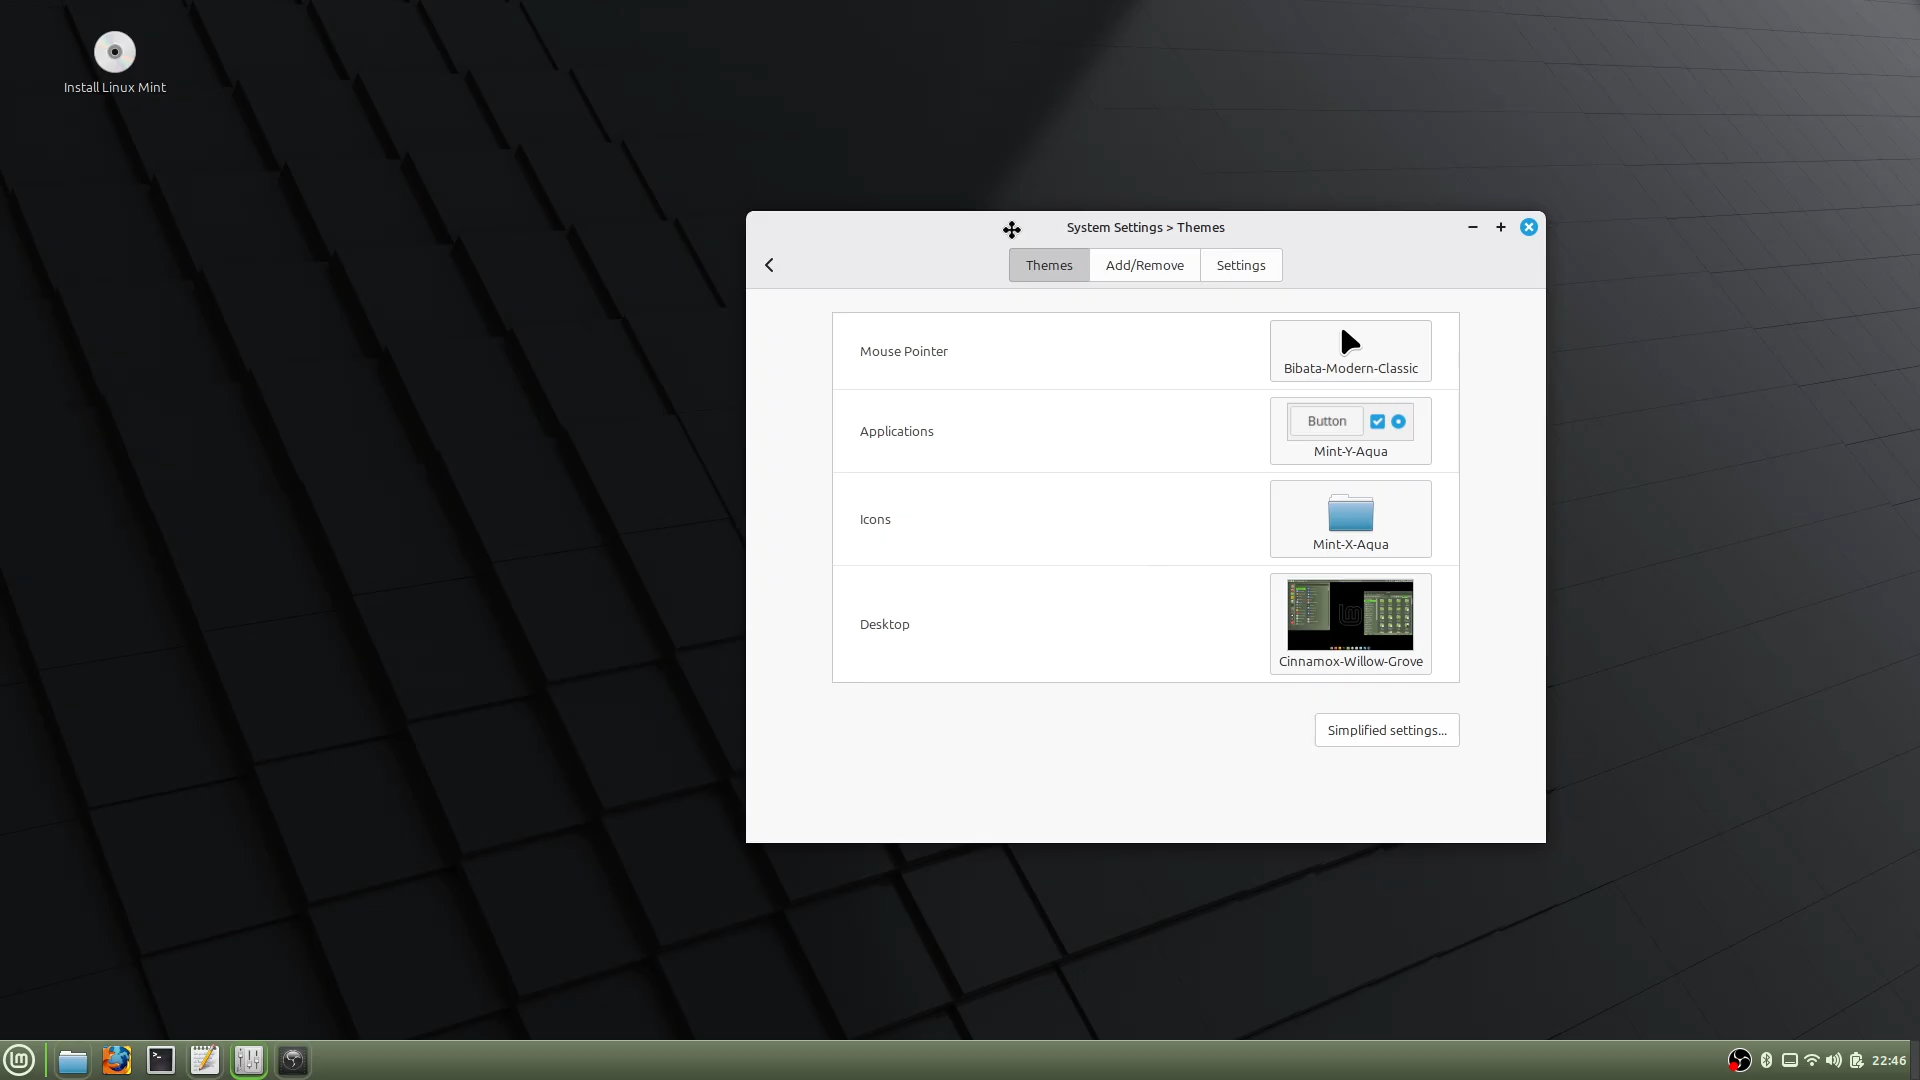 Install Linux Mint
System Settings > Themes
Themes
Add/Remove
Settings
Mouse Pointer
Bibata-Modern-Classic
Applications
Button
Mint-Y-Aqua
Icons
Mint-X-Aqua
Desktop
Cinnamox-Willow-Grove
Simplified settings...
22:46